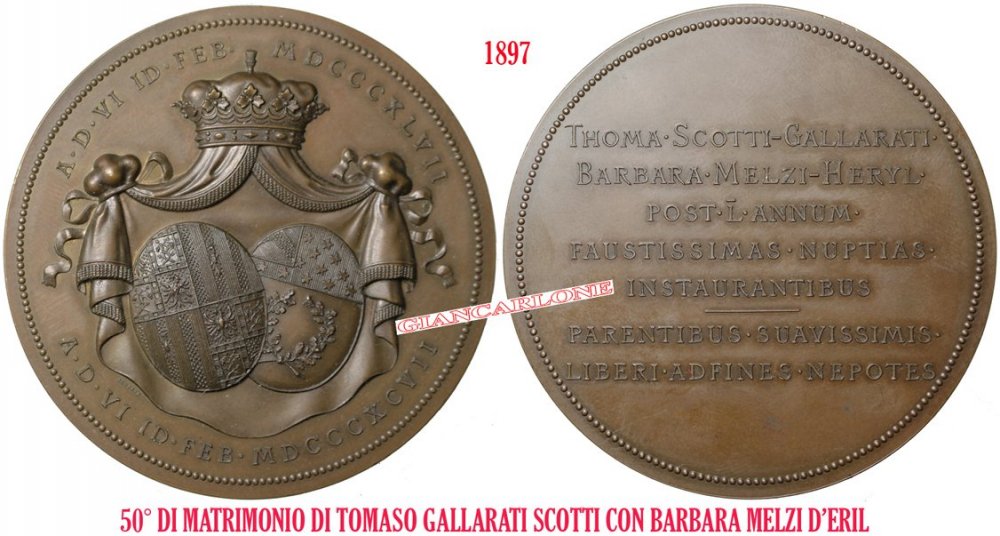 1897
A. D. VI ID. FEB. MDCCCXLVII
A. D. VI ID. FEB. MDCCCXCVII
THOMA · SCOTTI-GALLARATI ·
BARBARA · MELZI-HERYL ·
POST · L̄ · ANNUM ·
FAUSTISSIMAS · NUPTIAS ·
INSTAURANTIBUS
PARENTIBUS · SUAVISSIMIS ·
LIBERI · ADFINES · NEPOTES
GIANCARLONE
50° DI MATRIMONIO DI TOMASO GALLARATI SCOTTI CON BARBARA MELZI D'ERIL